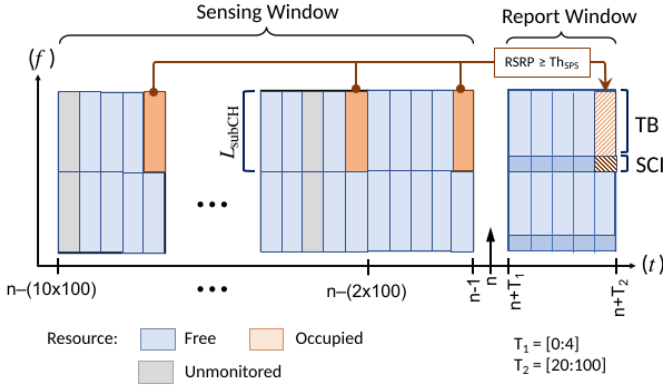 Sensing Window
Report Window
(f)
RSRP ≥ Th_SPS
L_subCH
TB
SCI
•••
n–(10x100)
•••
n–(2x100)
n-1
n
n+T_1
n+T_2
(t)
Resource:
Free
Occupied
Unmonitored
T_1 = [0:4]
T_2 = [20:100]